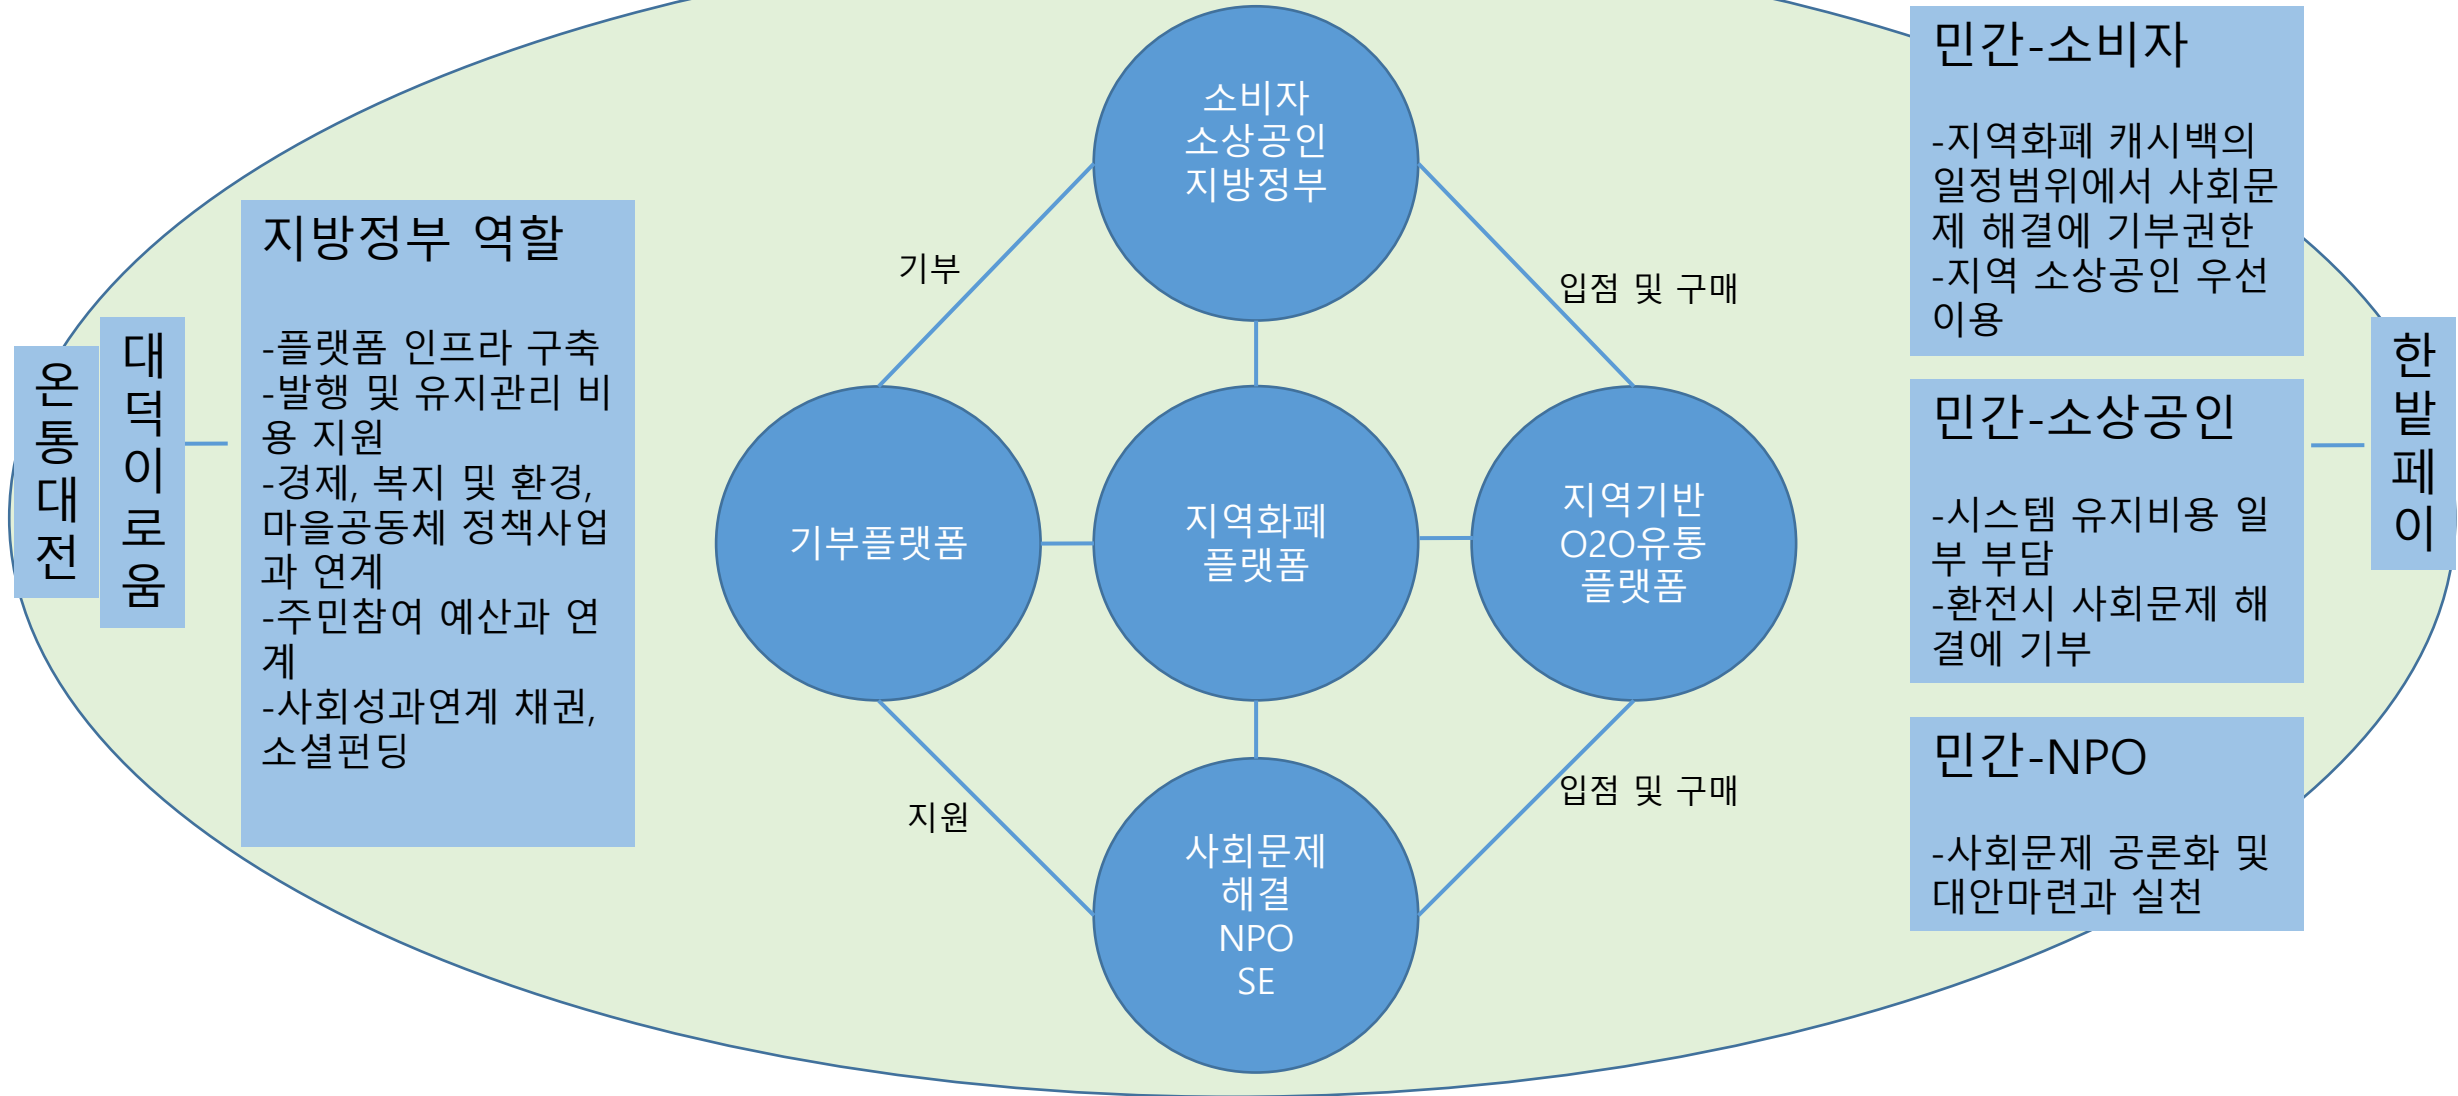 온통대전
대덕이로움
지방정부 역할
-플랫폼 인프라 구축
-발행 및 유지관리 비
용 지원
-경제, 복지 및 환경,
마을공동체 정책사업
과 연계
-주민참여 예산과 연
계
-사회성과연계 채권,
소셜펀딩
소비자
소상공인
지방정부
기부
입점 및 구매
기부플랫폼
지역화폐
플랫폼
지역기반
O2O유통
플랫폼
지원
입점 및 구매
사회문제
해결
NPO
SE
민간-소비자
-지역화폐 캐시백의
일정범위에서 사회문
제 해결에 기부권한
-지역 소상공인 우선
이용
민간-소상공인
-시스템 유지비용 일
부 부담
-환전시 사회문제 해
결에 기부
민간-NPO
-사회문제 공론화 및
대안마련과 실천
한밭페이